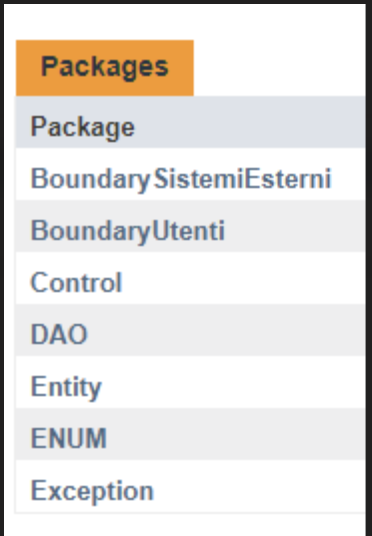 Packages
Package
BoundarySistemiEsterni
BoundaryUtenti
Control
DAO
Entity
ENUM
Exception